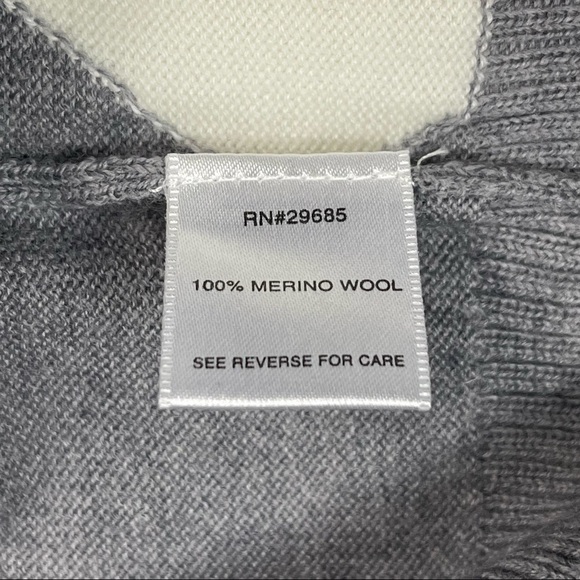 RN#29685
100% MERINO WOOL
SEE REVERSE FOR CARE